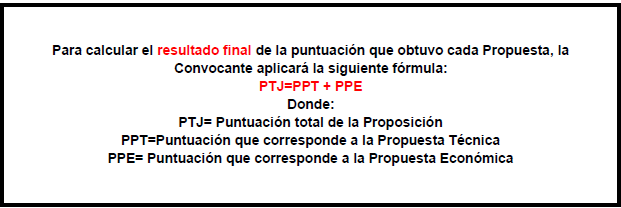 Para calcular el resultado final de la puntuación que obtuvo cada Propuesta, la
Convocante aplicará la siguiente fórmula:
PTJ=PPT + PPE
Donde:
PTJ= Puntuación total de la Proposición
PPT=Puntuación que corresponde a la Propuesta Técnica
PPE= Puntuación que corresponde a la Propuesta Económica